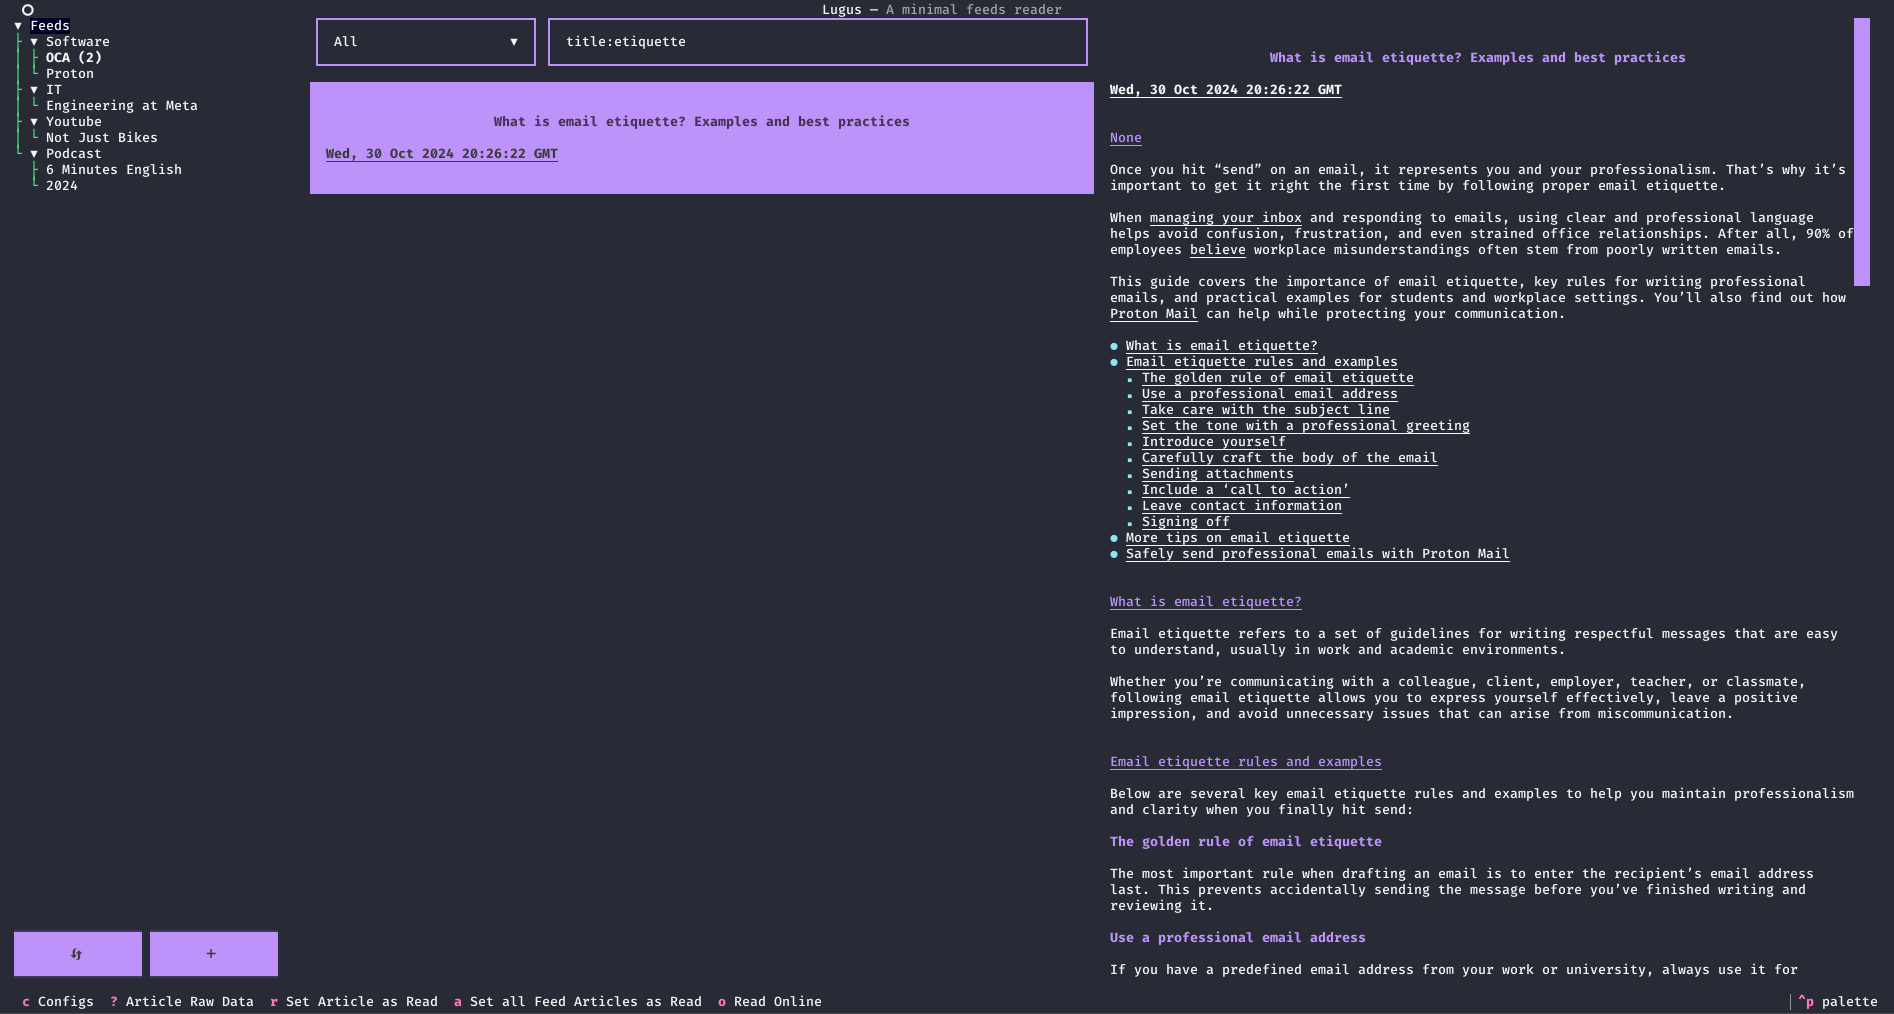 Lugus — A minimal feeds reader
▼ Feeds
▼ Software
OCA (2)
Proton
▼ IT
Engineering at Meta
▼ Youtube
Not Just Bikes
▼ Podcast
6 Minutes English
2024
All ▼
title:etiquette
What is email etiquette? Examples and best practices
Wed, 30 Oct 2024 20:26:22 GMT
What is email etiquette? Examples and best practices
Wed, 30 Oct 2024 20:26:22 GMT
None
Once you hit “send” on an email, it represents you and your professionalism. That’s why it’s
important to get it right the first time by following proper email etiquette.
When managing your inbox and responding to emails, using clear and professional language
helps avoid confusion, frustration, and even strained office relationships. After all, 90% of
employees believe workplace misunderstandings often stem from poorly written emails.
This guide covers the importance of email etiquette, key rules for writing professional
emails, and practical examples for students and workplace settings. You’ll also find out how
Proton Mail can help while protecting your communication.
● What is email etiquette?
● Email etiquette rules and examples
▪ The golden rule of email etiquette
▪ Use a professional email address
▪ Take care with the subject line
▪ Set the tone with a professional greeting
▪ Introduce yourself
▪ Carefully craft the body of the email
▪ Sending attachments
▪ Include a ‘call to action’
▪ Leave contact information
▪ Signing off
● More tips on email etiquette
● Safely send professional emails with Proton Mail
What is email etiquette?
Email etiquette refers to a set of guidelines for writing respectful messages that are easy
to understand, usually in work and academic environments.
Whether you’re communicating with a colleague, client, employer, teacher, or classmate,
following email etiquette allows you to express yourself effectively, leave a positive
impression, and avoid unnecessary issues that can arise from miscommunication.
Email etiquette rules and examples
Below are several key email etiquette rules and examples to help you maintain professionalism
and clarity when you finally hit send:
The golden rule of email etiquette
The most important rule when drafting an email is to enter the recipient’s email address
last. This prevents accidentally sending the message before you’ve finished writing and
reviewing it.
Use a professional email address
If you have a predefined email address from your work or university, always use it for
+
c Configs ? Article Raw Data r Set Article as Read a Set all Feed Articles as Read o Read Online
^p palette